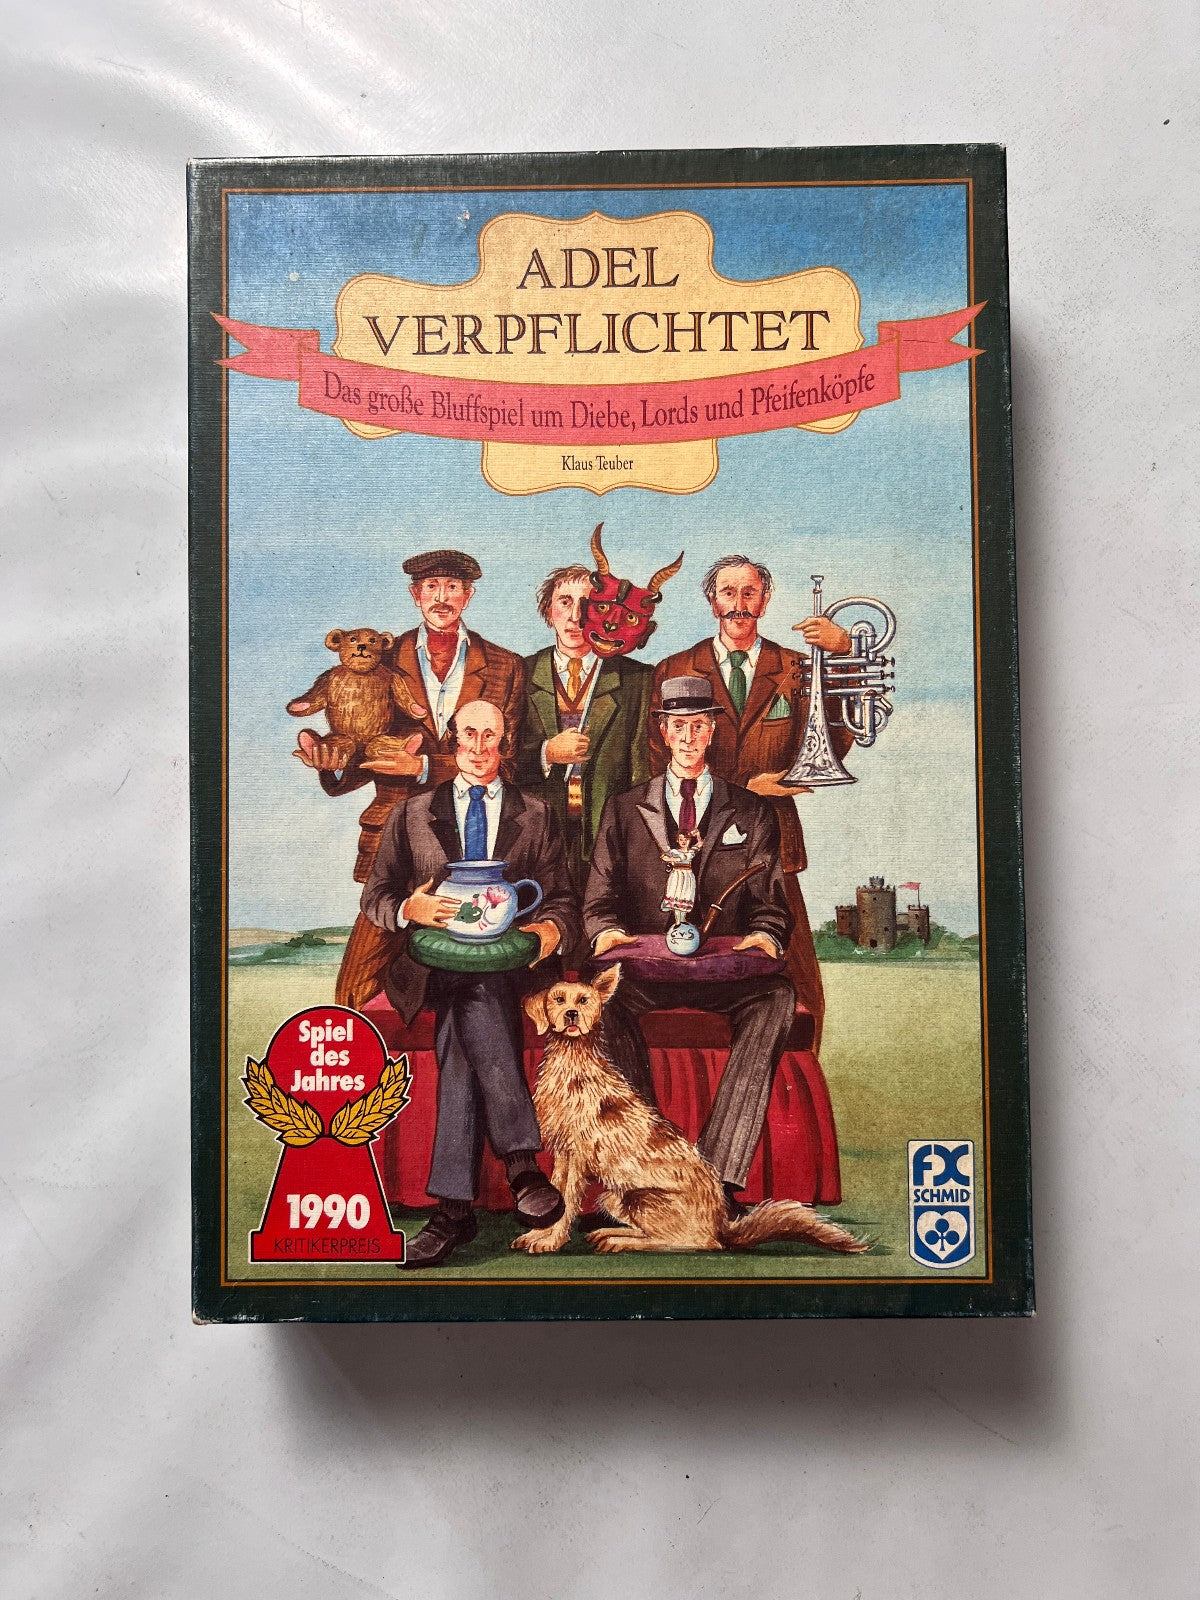 ADEL
VERPFLICHTET
Das große Bluffspiel um Diebe, Lords und Pfeifenköpfe
Klaus Teuber
G.v.S
Spiel
des
Jahres
1990
KRITIKERPREIS
FX
SCHMID